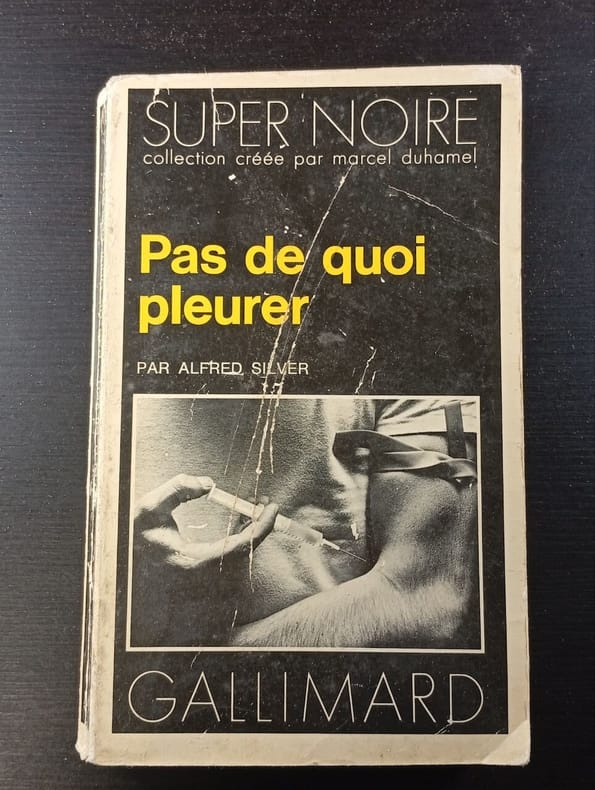 SUPER NOIRE
collection créée par marcel duhamel
Pas de quoi
pleurer
PAR ALFRED SILVER
GALLIMARD